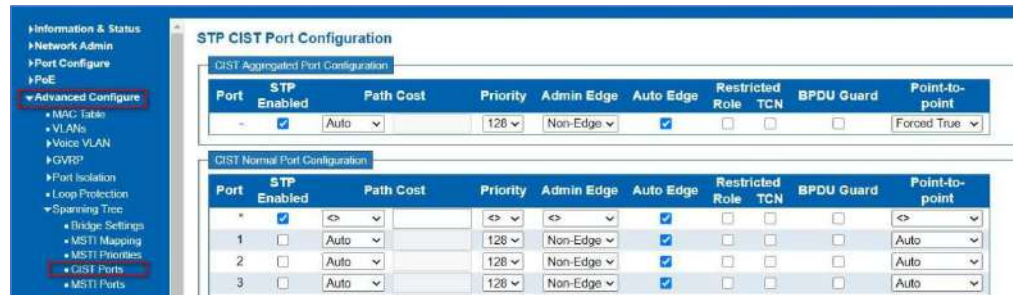 Information & Status
Network Admin
Port Configure
PoE
Advanced Configure
MAC Table
VLANs
Voice VLAN
GVRP
Port Isolation
Loop Protection
Spanning Tree
Bridge Settings
MSTI Mapping
MSTI Priorities
CIST Ports
MSTI Ports
STP CIST Port Configuration
CIST Aggregated Port Configuration
Port STP Enabled Path Cost Priority Admin Edge Auto Edge Restricted Role TCN BPDU Guard Point-to-point
- Auto 128 Non-Edge Forced True
CIST Normal Port Configuration
Port STP Enabled Path Cost Priority Admin Edge Auto Edge Restricted Role TCN BPDU Guard Point-to-point
* <> <> <> <>
1 Auto 128 Non-Edge Auto
2 Auto 128 Non-Edge Auto
3 Auto 128 Non-Edge Auto